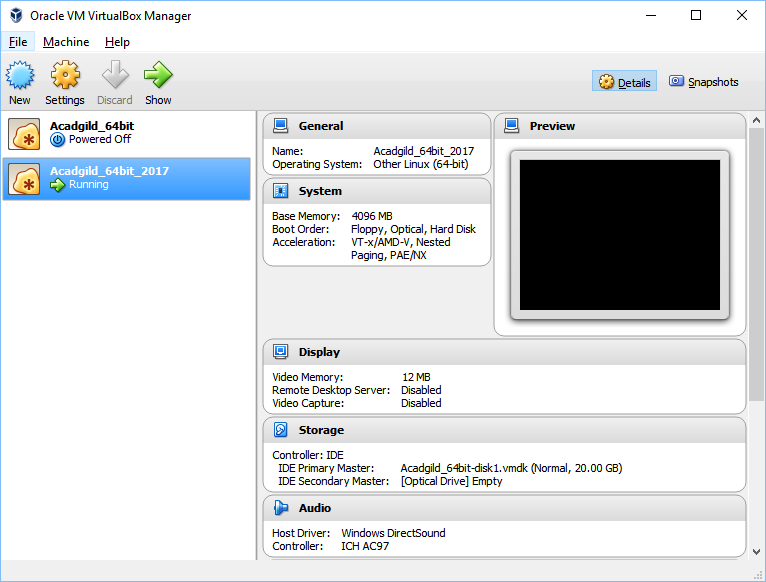 Oracle VM VirtualBox Manager
File Machine Help
New Settings Discard Show Details Snapshots
Acadgild_64bit
Powered Off
Acadgild_64bit_2017
Running
General
Name: Acadgild_64bit_2017
Operating System: Other Linux (64-bit)
System
Base Memory: 4096 MB
Boot Order: Floppy, Optical, Hard Disk
Acceleration: VT-x/AMD-V, Nested
Paging, PAE/NX
Preview
Display
Video Memory: 12 MB
Remote Desktop Server: Disabled
Video Capture: Disabled
Storage
Controller: IDE
IDE Primary Master: Acadgild_64bit-disk1.vmdk (Normal, 20.00 GB)
IDE Secondary Master: [Optical Drive] Empty
Audio
Host Driver: Windows DirectSound
Controller: ICH AC97